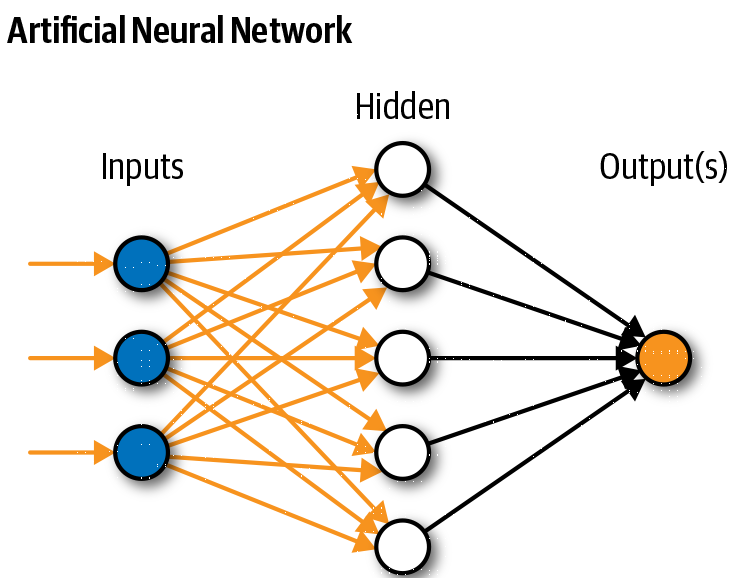 Artificial Neural Network
Hidden
Inputs
Output(s)